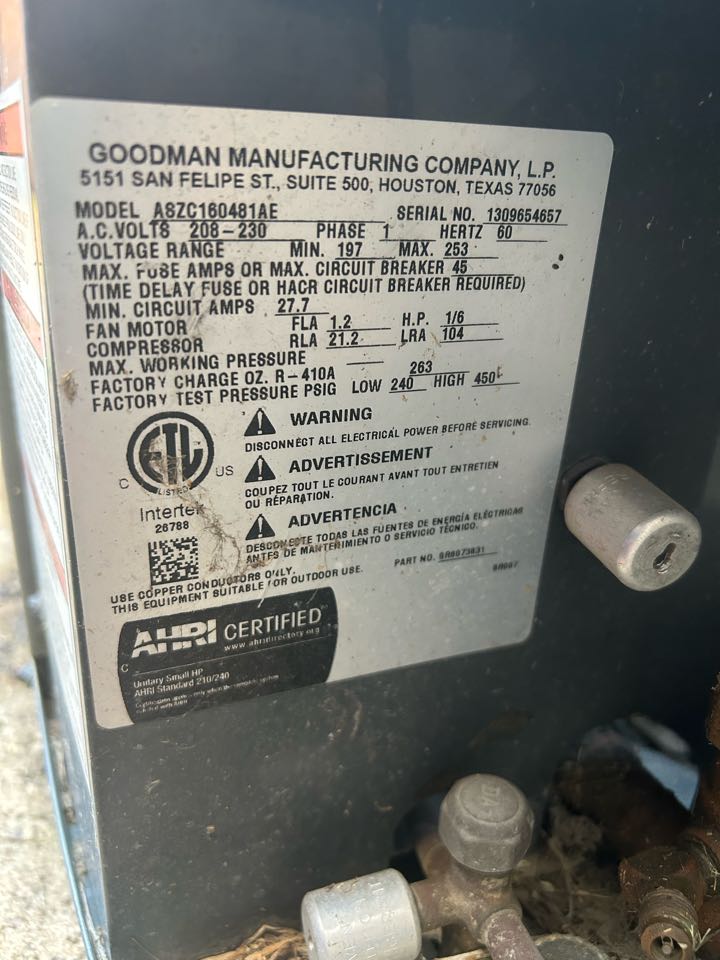 GOODMAN MANUFACTURING COMPANY, L.P.
5151 SAN FELIPE ST., SUITE 500, HOUSTON, TEXAS 77056
MODEL ASZC160481AE SERIAL NO. 1309654657
A.C.VOLTS 208-230 PHASE 1 HERTZ 60
VOLTAGE RANGE MIN. 197 MAX. 253
MAX. FUSE AMPS OR MAX. CIRCUIT BREAKER 45
(TIME DELAY FUSE OR HACR CIRCUIT BREAKER REQUIRED)
MIN. CIRCUIT AMPS 27.7
FAN MOTOR FLA 1.2 H.P. 1/6
COMPRESSOR RLA 21.2 LRA 104
MAX. WORKING PRESSURE
FACTORY CHARGE OZ. R-410A 263
FACTORY TEST PRESSURE PSIG LOW 240 HIGH 450
WARNING
DISCONNECT ALL ELECTRICAL POWER BEFORE SERVICING.
ADVERTISSEMENT
COUPEZ TOUT LE COURANT AVANT TOUT ENTRETIEN
OU RÉPARATION.
ADVERTENCIA
DESCONECTE TODAS LAS FUENTES DE ENERGÍA ELÉCTRICAS
ANTES DE MANTENIMIENTO O SERVICIO TÉCNICO.
C ETL US
LISTED
Intertek
26788
PART NO.
USE COPPER CONDUCTORS ONLY.
THIS EQUIPMENT SUITABLE FOR OUTDOOR USE.
AHRI CERTIFIED
www.ahridirectory.org
C
Unitary Small HP
AHRI Standard 210/240